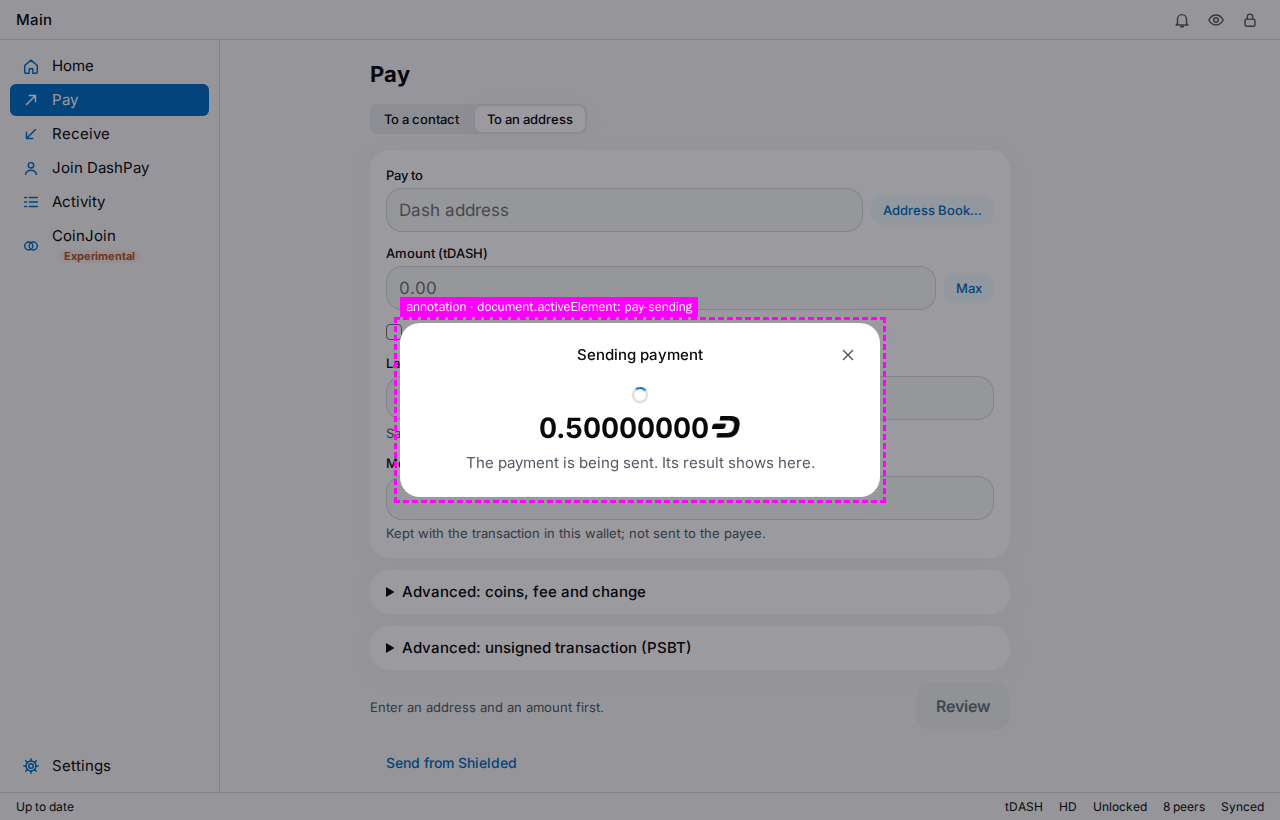 Main
Home
Pay
Receive
Join DashPay
Activity
CoinJoin
Experimental
Settings
Pay
To a contact
To an address
Pay to
Dash address
Address Book...
Amount (tDASH)
0.00
Max
annotation · document.activeElement: pay-sending
Sending payment
0.50000000
The payment is being sent. Its result shows here.
Kept with the transaction in this wallet; not sent to the payee.
Advanced: coins, fee and change
Advanced: unsigned transaction (PSBT)
Enter an address and an amount first.
Review
Send from Shielded
Up to date
tDASH
HD
Unlocked
8 peers
Synced